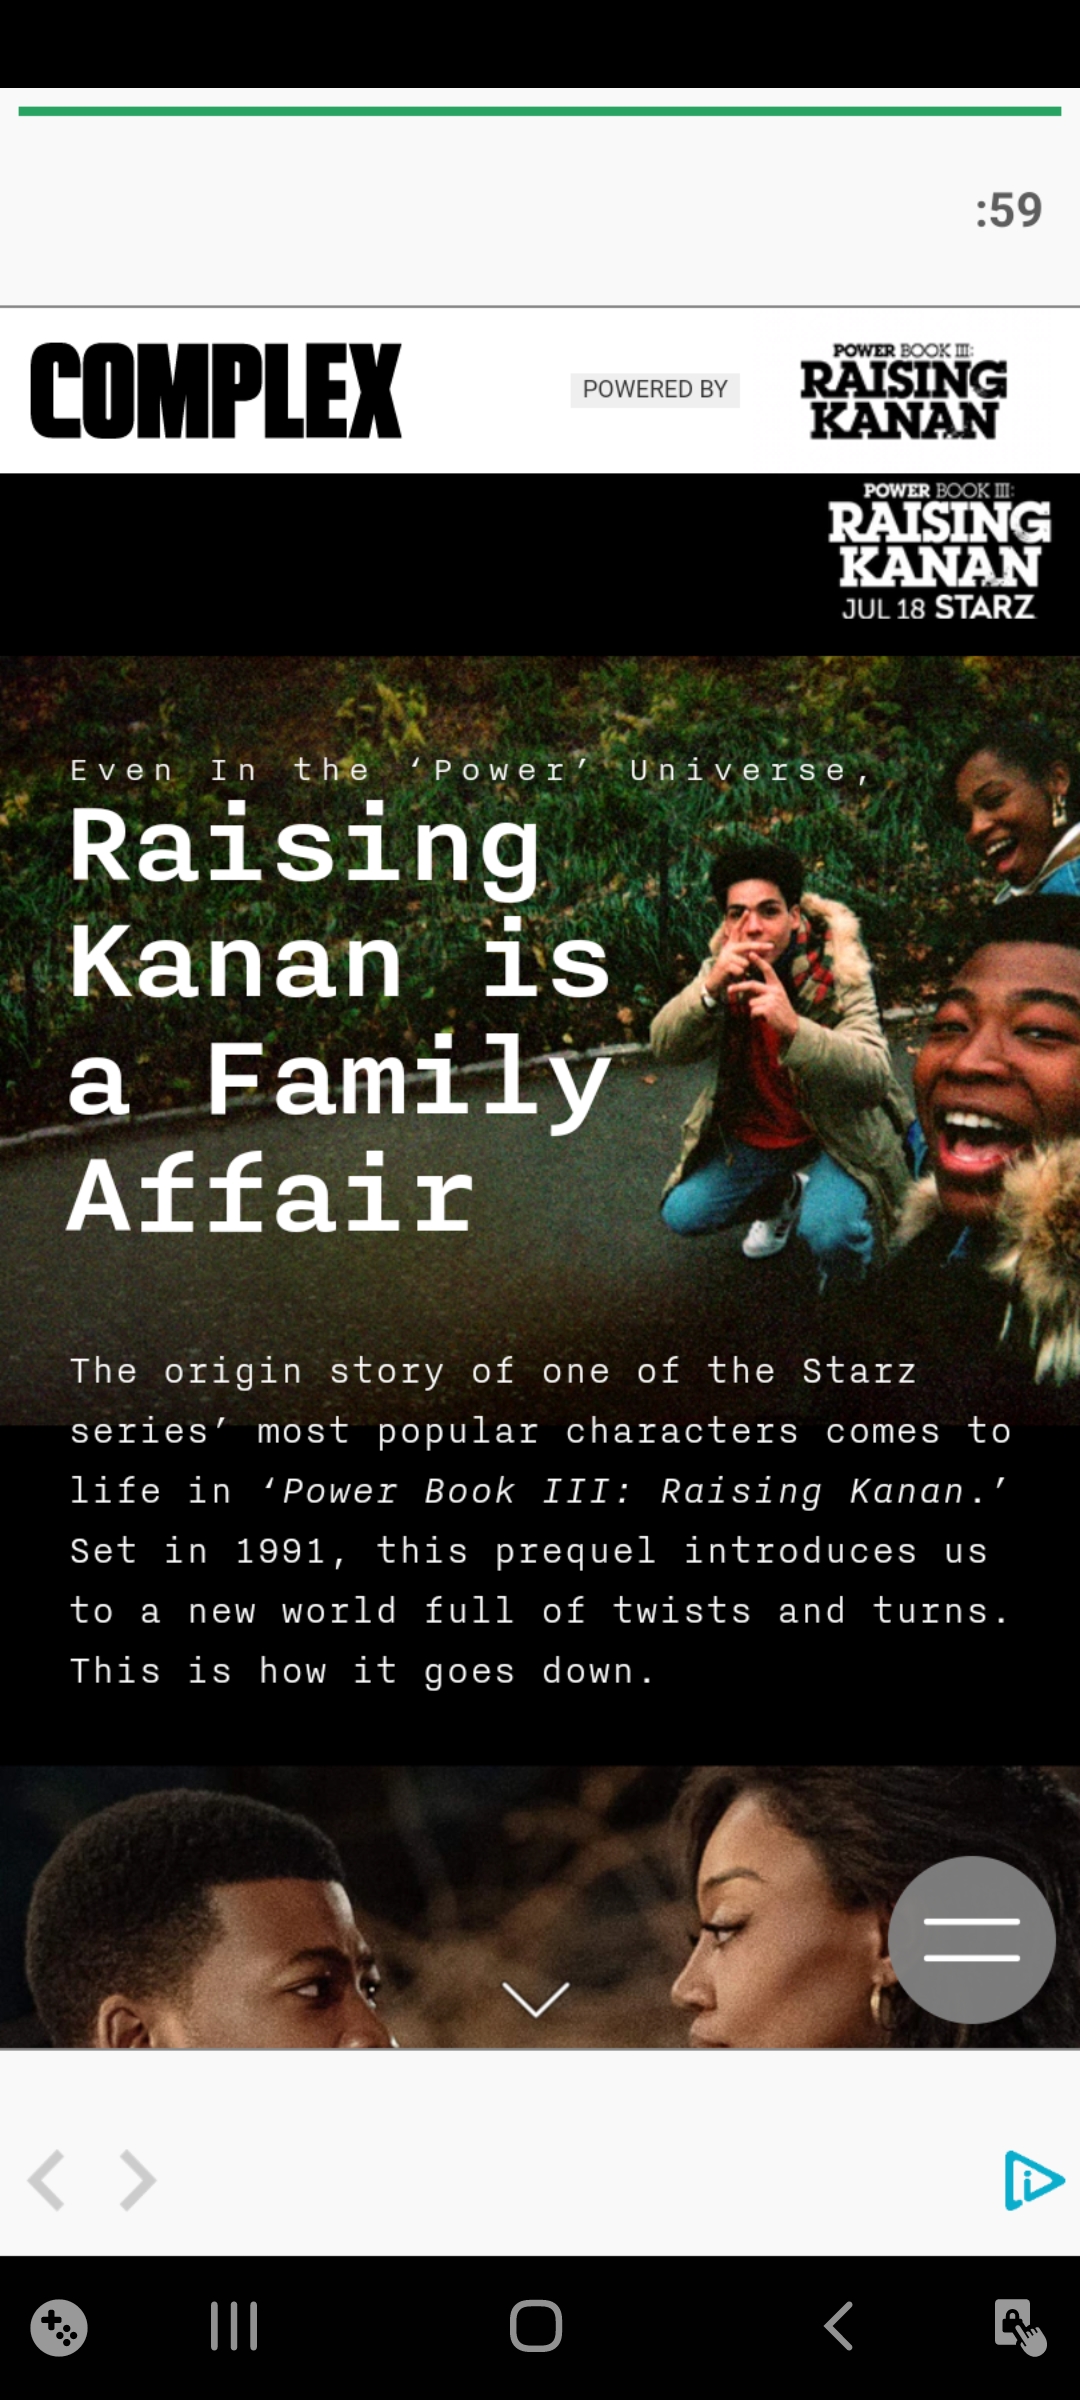 :59
COMPLEX
POWERED BY
POWER BOOK III:
RAISING
KANAN
POWER BOOK III:
RAISING
KANAN
JUL 18 STARZ
Even In the ‘Power’ Universe,
Raising
Kanan is
a Family
Affair
The origin story of one of the Starz
series’ most popular characters comes to
life in ‘Power Book III: Raising Kanan.’
Set in 1991, this prequel introduces us
to a new world full of twists and turns.
This is how it goes down.